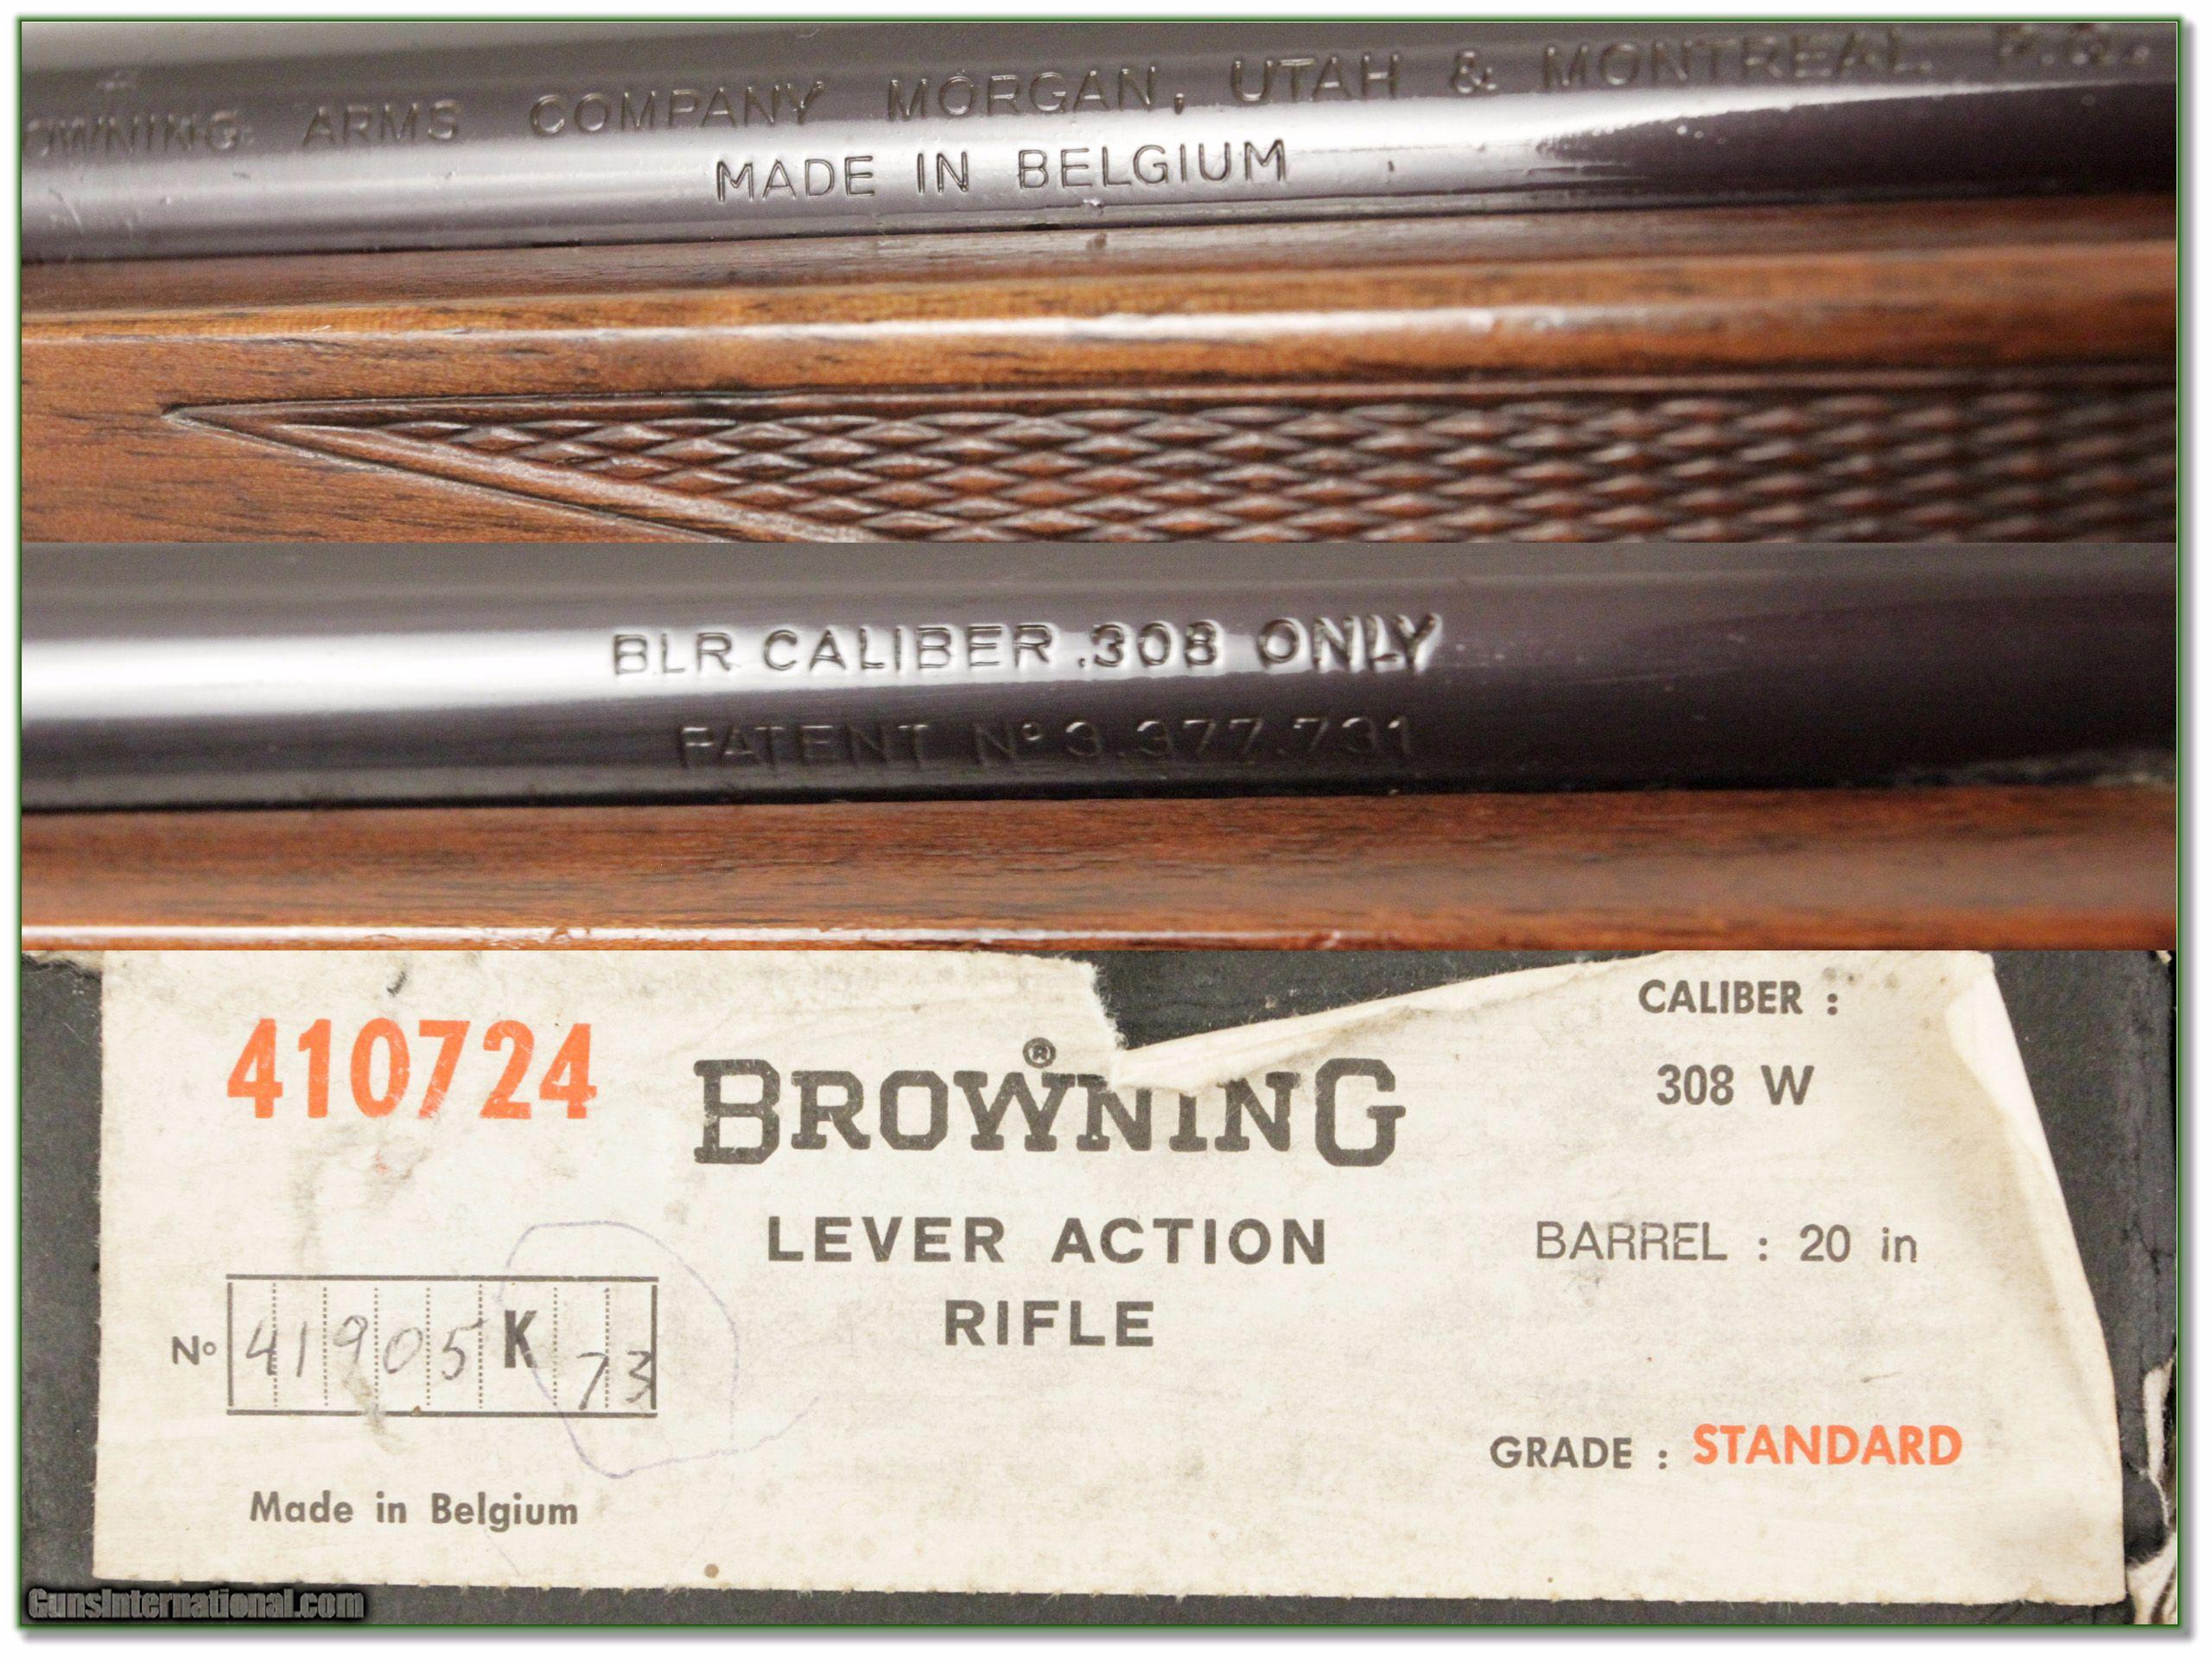 OWNING ARMS COMPANY MORGAN, UTAH & MONTREAL P.Q.
MADE IN BELGIUM
BLR CALIBER .308 ONLY
PATENT Nº 3.377.731
410724
BROWNING ®
LEVER ACTION
RIFLE
CALIBER :
308 W
BARREL : 20 in
GRADE : STANDARD
Nº 41905 K 73
Made in Belgium
GunsInternational.com